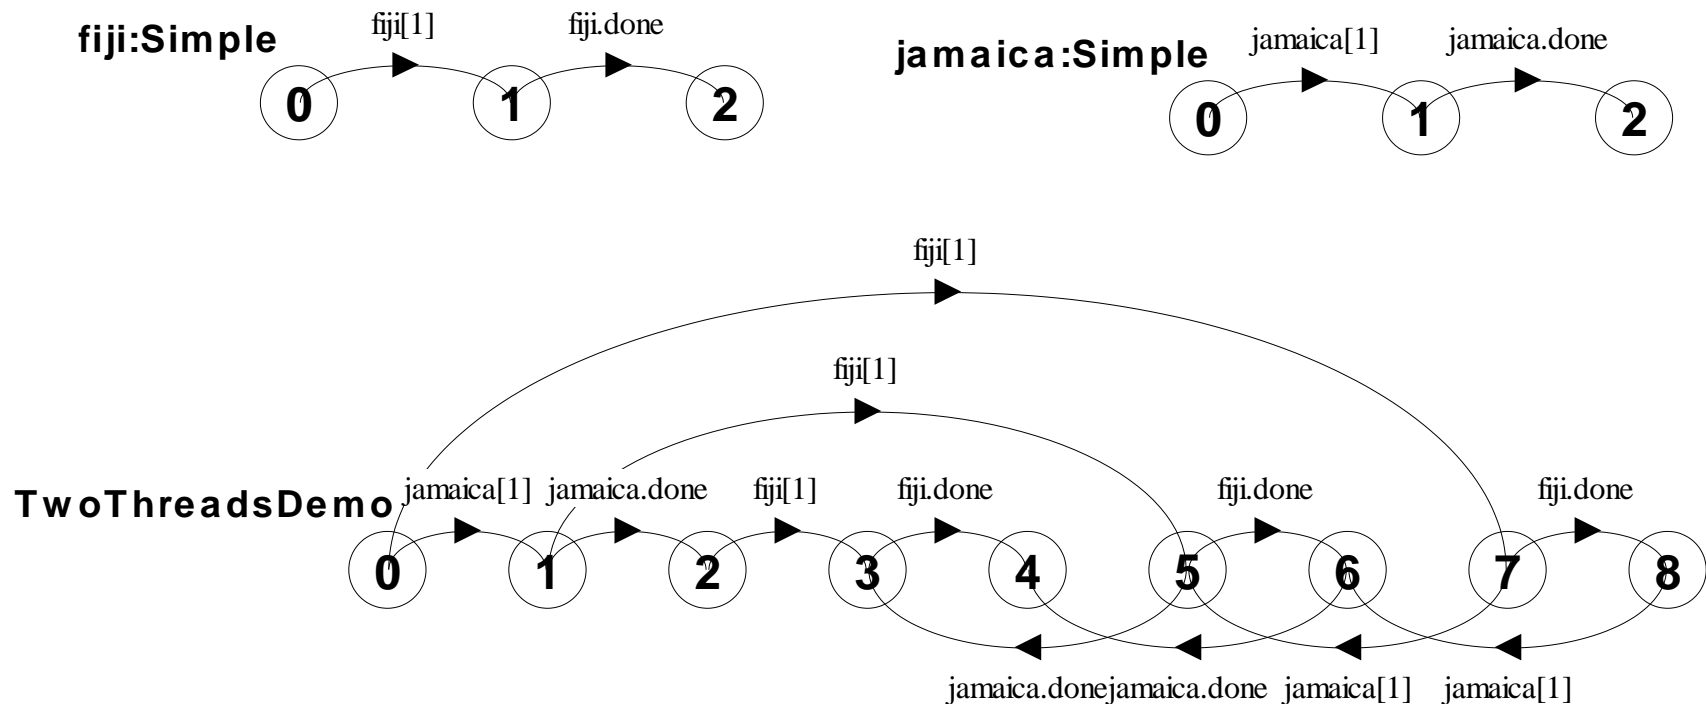 fiji:Simple fiji[1] fiji.done
jamaica:Simple jamaica[1] jamaica.done
0 1 2
0 1 2
fiji[1]
fiji[1]
TwoThreadsDemo jamaica[1] jamaica.done fiji[1] fiji.done fiji.done fiji.done
0 1 2 3 4 5 6 7 8
jamaica.done jamaica.done jamaica[1] jamaica[1]